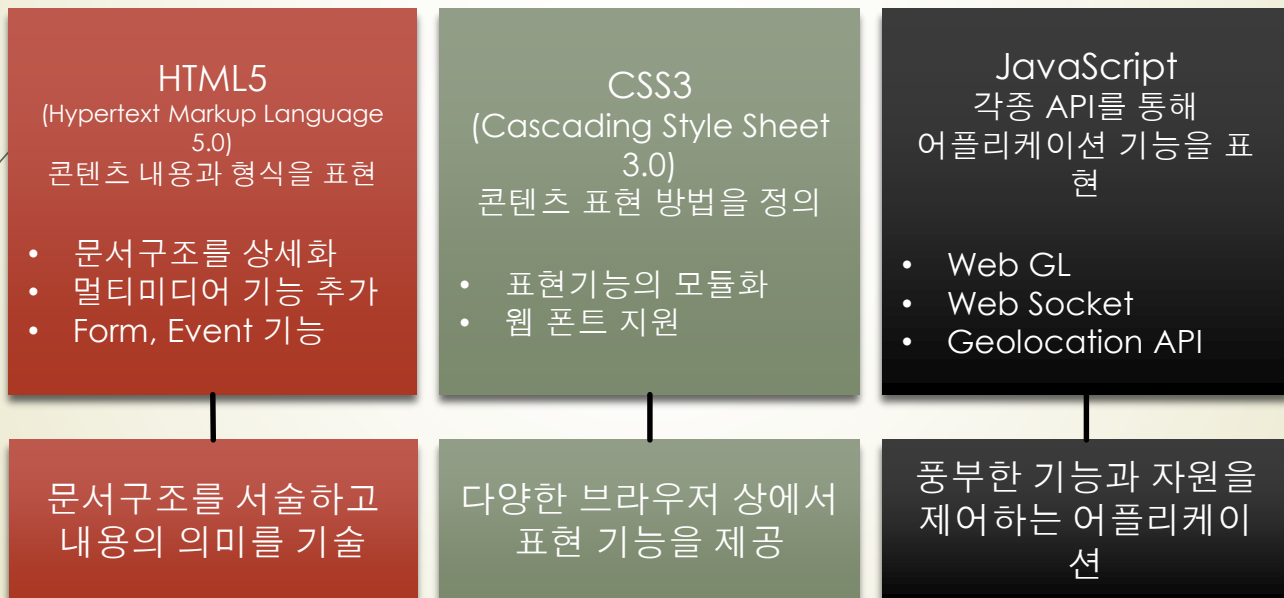 HTML5
(Hypertext Markup Language
5.0)
콘텐츠 내용과 형식을 표현
• 문서구조를 상세화
• 멀티미디어 기능 추가
• Form, Event 기능
문서구조를 서술하고
내용의 의미를 기술
CSS3
(Cascading Style Sheet
3.0)
콘텐츠 표현 방법을 정의
• 표현기능의 모듈화
• 웹 폰트 지원
다양한 브라우저 상에서
표현 기능을 제공
JavaScript
각종 API를 통해
어플리케이션 기능을 표
현
• Web GL
• Web Socket
• Geolocation API
풍부한 기능과 자원을
제어하는 어플리케이
션